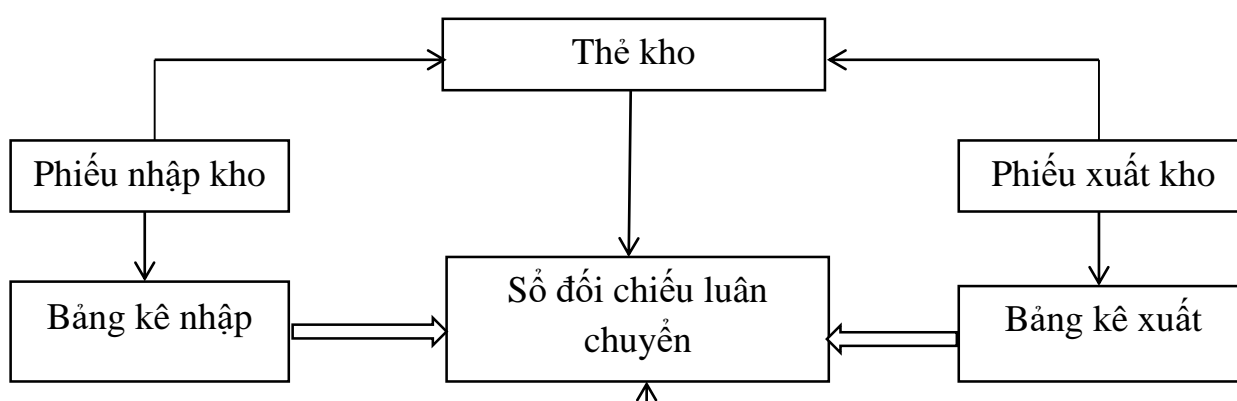 Thẻ kho
Phiếu nhập kho
Phiếu xuất kho
Bảng kê nhập
Sổ đối chiếu luân
chuyển
Bảng kê xuất